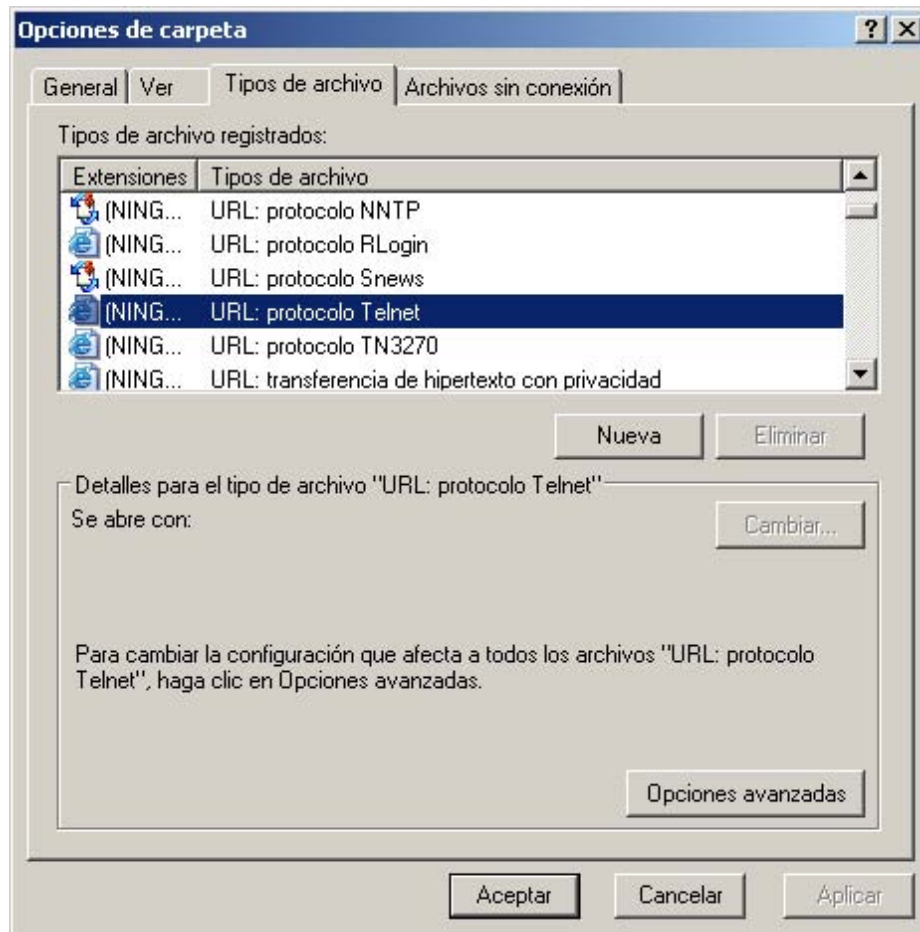 Opciones de carpeta
General
Ver
Tipos de archivo
Archivos sin conexión
Tipos de archivo registrados:
Extensiones Tipos de archivo
(NING... URL: protocolo NNTP
(NING... URL: protocolo RLogin
(NING... URL: protocolo Snews
(NING... URL: protocolo Telnet
(NING... URL: protocolo TN3270
(NING... URL: transferencia de hipertexto con privacidad
Nueva
Eliminar
Detalles para el tipo de archivo "URL: protocolo Telnet"
Se abre con:
Cambiar...
Para cambiar la configuración que afecta a todos los archivos "URL: protocolo
Telnet", haga clic en Opciones avanzadas.
Opciones avanzadas
Aceptar
Cancelar
Aplicar